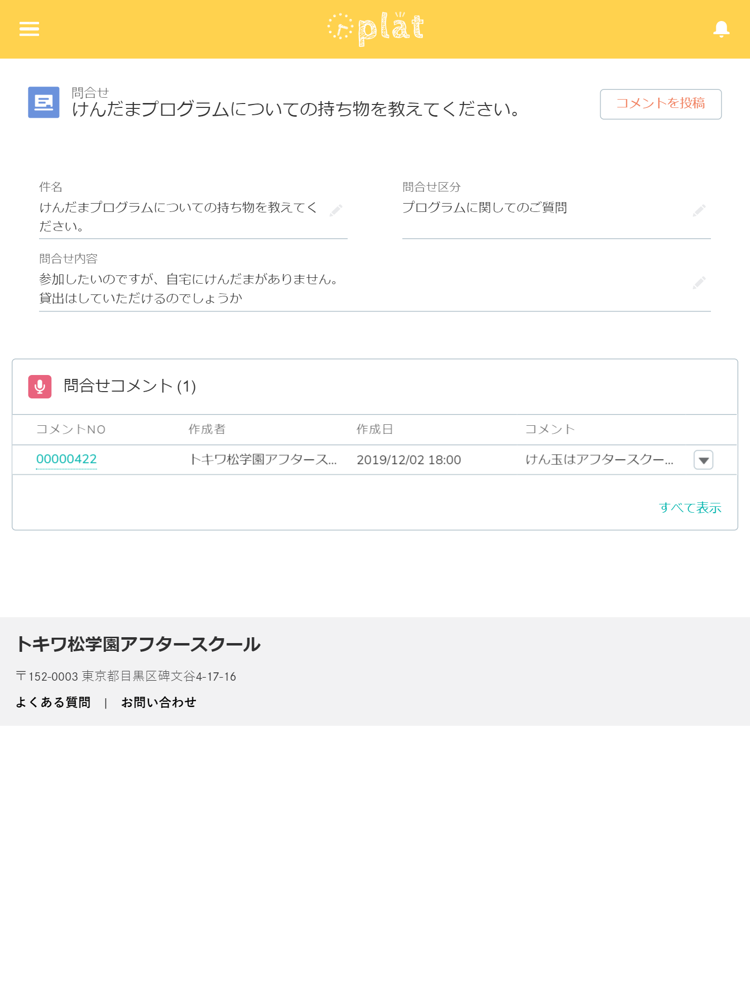 plat
問合せ
けんだまプログラムについての持ち物を教えてください。
コメントを投稿
件名
けんだまプログラムについての持ち物を教えてく
ださい。
問合せ区分
プログラムに関してのご質問
問合せ内容
参加したいのですが、自宅にけんだまがありません。
貸出はしていただけるのでしょうか
問合せコメント (1)
コメントNO 作成者 作成日 コメント
00000422 トキワ松学園アフタース... 2019/12/02 18:00 けん玉はアフタースクー...
すべて表示
トキワ松学園アフタースクール
〒152-0003 東京都目黒区碑文谷4-17-16
よくある質問 | お問い合わせ